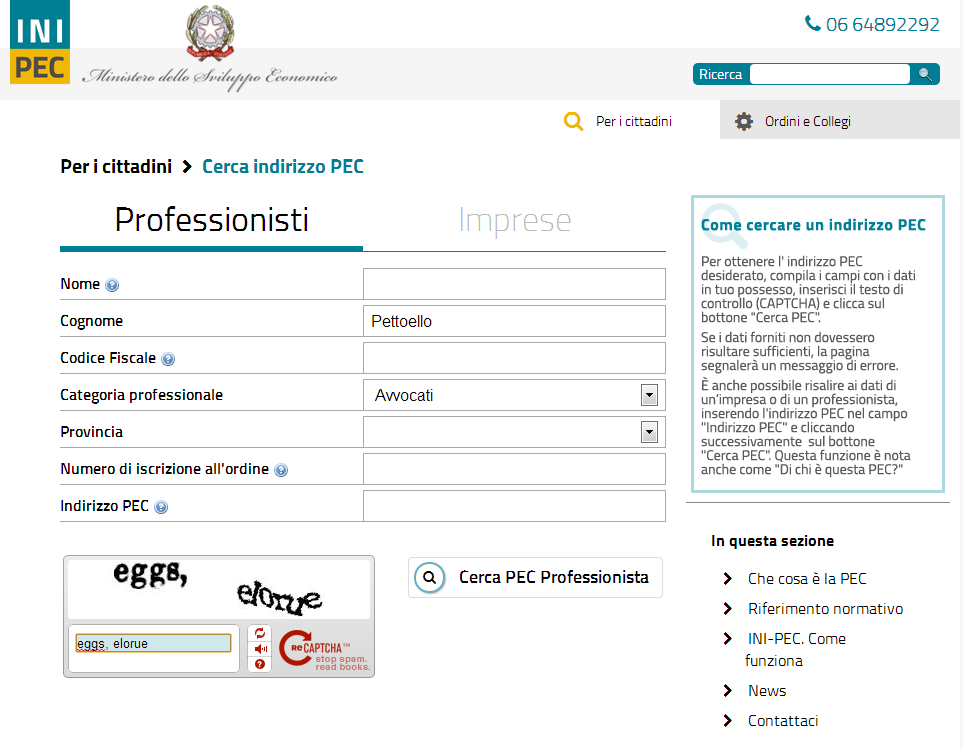 INI
PEC
Ministero dello Sviluppo Economico
06 64892292
Ricerca
Per i cittadini
Ordini e Collegi
Per i cittadini Cerca indirizzo PEC
Professionisti
Imprese
Nome
Cognome Pettoello
Codice Fiscale
Categoria professionale Avvocati
Provincia
Numero di iscrizione all'ordine
Indirizzo PEC
eggs,
elorue
eggs, elorue
reCAPTCHA™
stop spam.
read books.
Cerca PEC Professionista
Come cercare un indirizzo PEC
Per ottenere l' indirizzo PEC
desiderato, compila i campi con i dati
in tuo possesso, inserisci il testo di
controllo (CAPTCHA) e clicca sul
bottone "Cerca PEC".
Se i dati forniti non dovessero
risultare sufficienti, la pagina
segnalerà un messaggio di errore.
È anche possibile risalire ai dati di
un'impresa o di un professionista,
inserendo l'indirizzo PEC nel campo
"Indirizzo PEC" e cliccando
successivamente sul bottone
"Cerca PEC". Questa funzione è nota
anche come "Di chi è questa PEC?"
In questa sezione
Che cosa è la PEC
Riferimento normativo
INI-PEC. Come
funziona
News
Contattaci